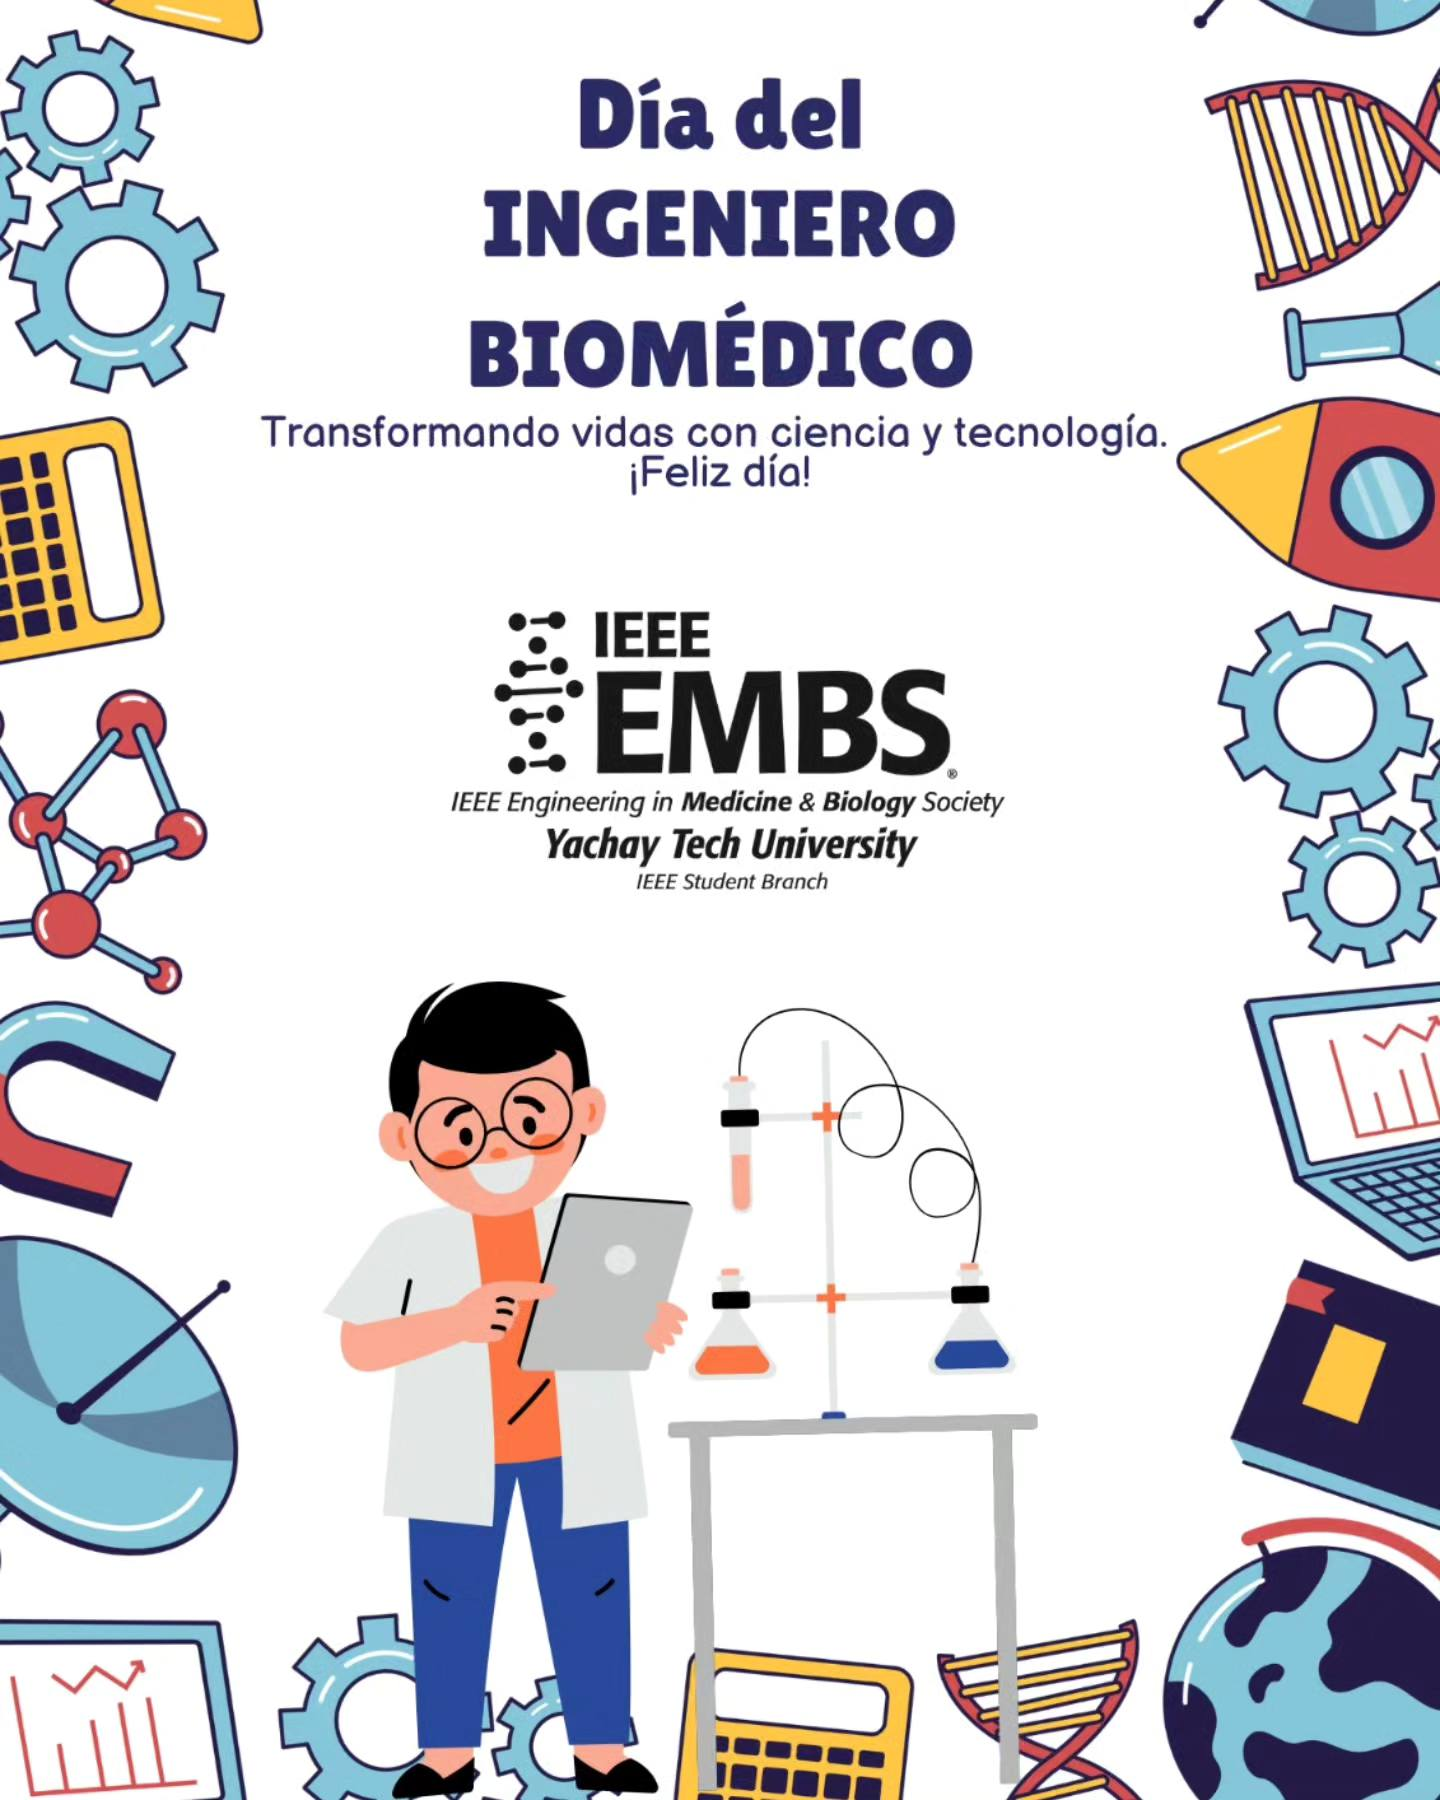 Día del
INGENIERO
BIOMÉDICO
Transformando vidas con ciencia y tecnología.
¡Feliz día!
IEEE
EMBS®
IEEE Engineering in Medicine & Biology Society
Yachay Tech University
IEEE Student Branch